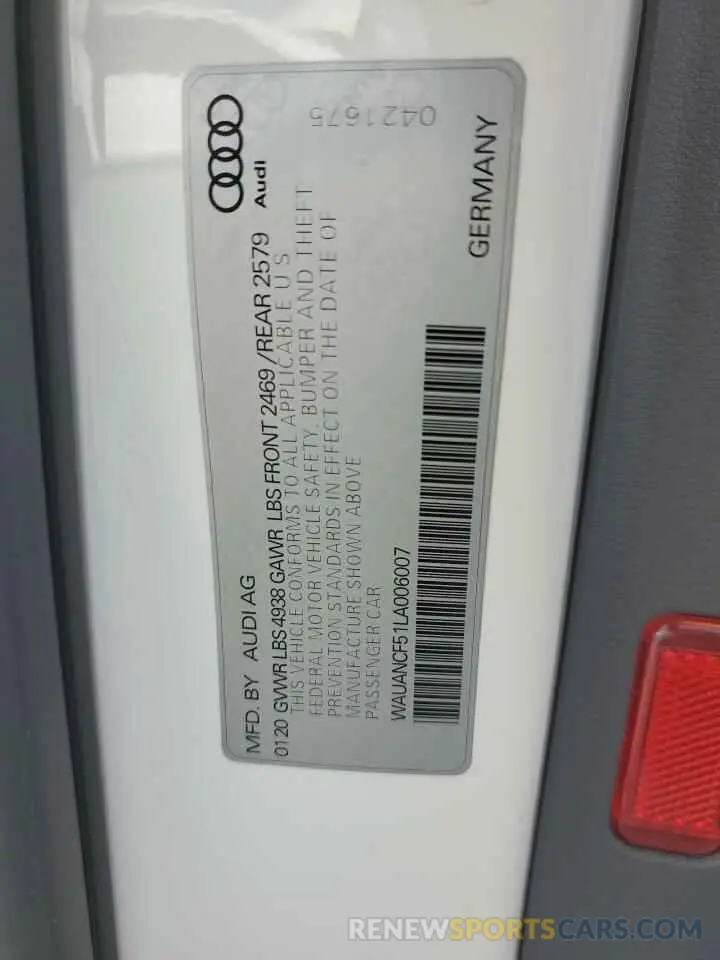 MFD. BY AUDI AG
0120 GVWR LBS 4938 GAWR LBS FRONT 2469 /REAR 2579
Audi
THIS VEHICLE CONFORMS TO ALL APPLICABLE U S
FEDERAL MOTOR VEHICLE SAFETY, BUMPER AND THEFT
PREVENTION STANDARDS IN EFFECT ON THE DATE OF
MANUFACTURE SHOWN ABOVE
PASSENGER CAR
0421675
WAUANCF51LA006007
GERMANY
RENEWSPORTSCARS.COM